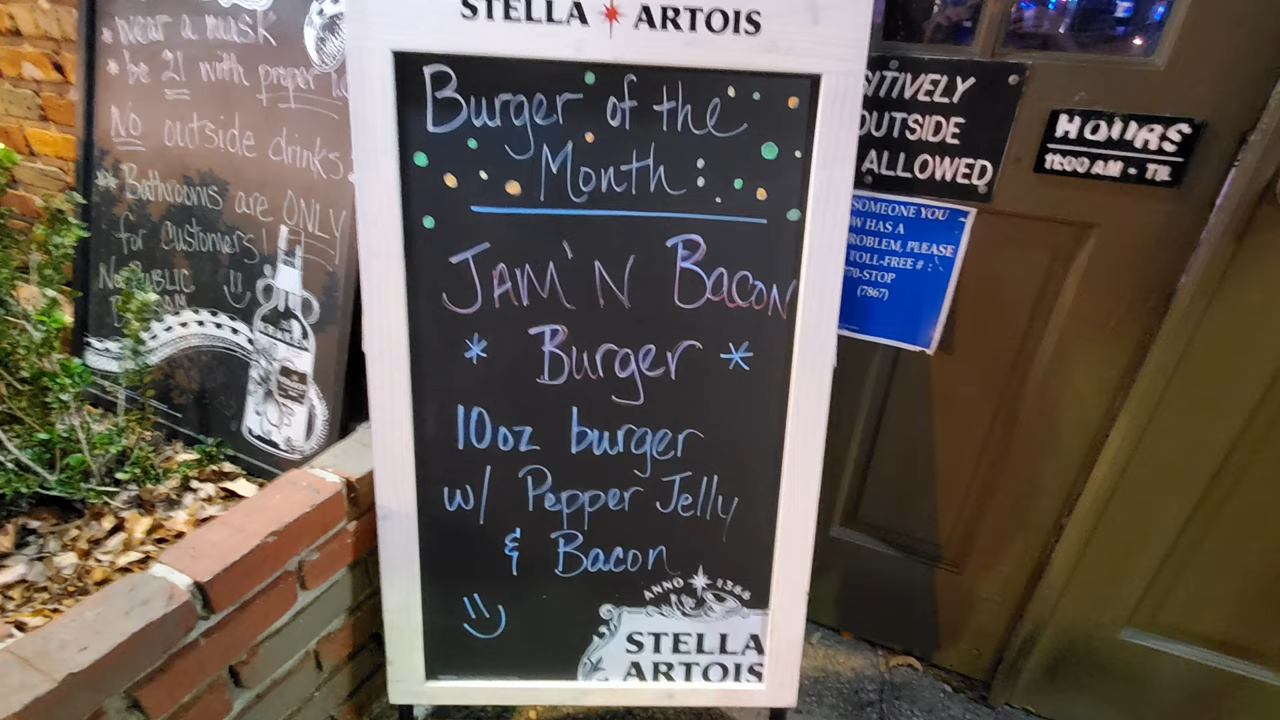 * wear a mask
* be 21 with proper
No outside drinks
** Bathrooms are ONLY
for customers!
No PUBLIC
STELLA ARTOIS
Burger of the
Month:
JAM'N BACON
* Burger *
10oz burger
w/ Pepper Jelly
& Bacon
ANNO 1366
STELLA
ARTOIS
SITIVELY
OUTSIDE
ALLOWED
HOURS
11:00 AM - TIL
SOMEONE YOU
W HAS A
ROBLEM, PLEASE
TOLL-FREE # :
70-STOP
(7867)